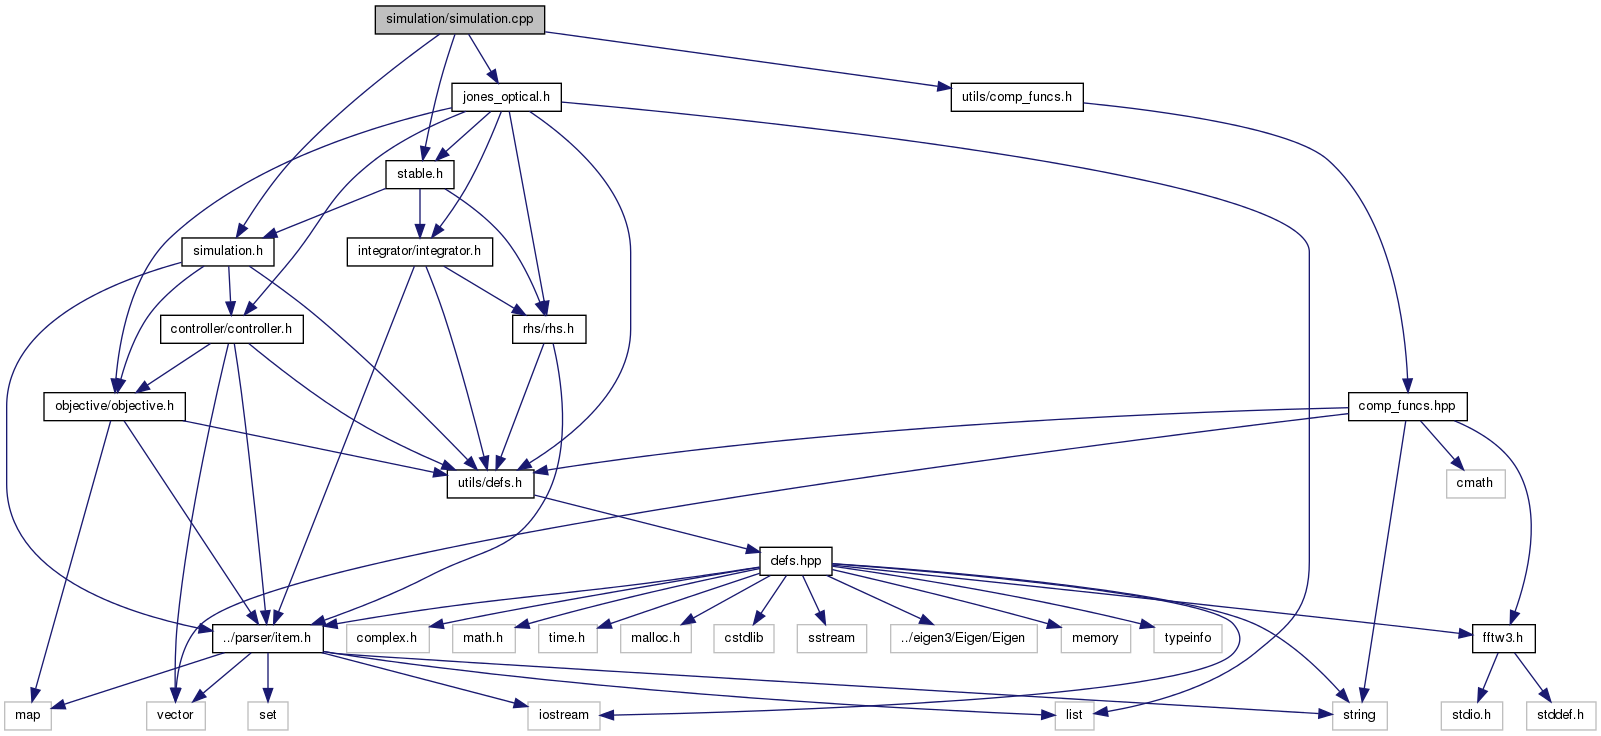 simulation/simulation.cpp
jones_optical.h
utils/comp_funcs.h
stable.h
simulation.h
integrator/integrator.h
controller/controller.h
rhs/rhs.h
objective/objective.h
comp_funcs.hpp
utils/defs.h
cmath
defs.hpp
../parser/item.h
complex.h
math.h
time.h
malloc.h
cstdlib
sstream
../eigen3/Eigen/Eigen
memory
typeinfo
fftw3.h
map
vector
set
iostream
list
string
stdio.h
stddef.h